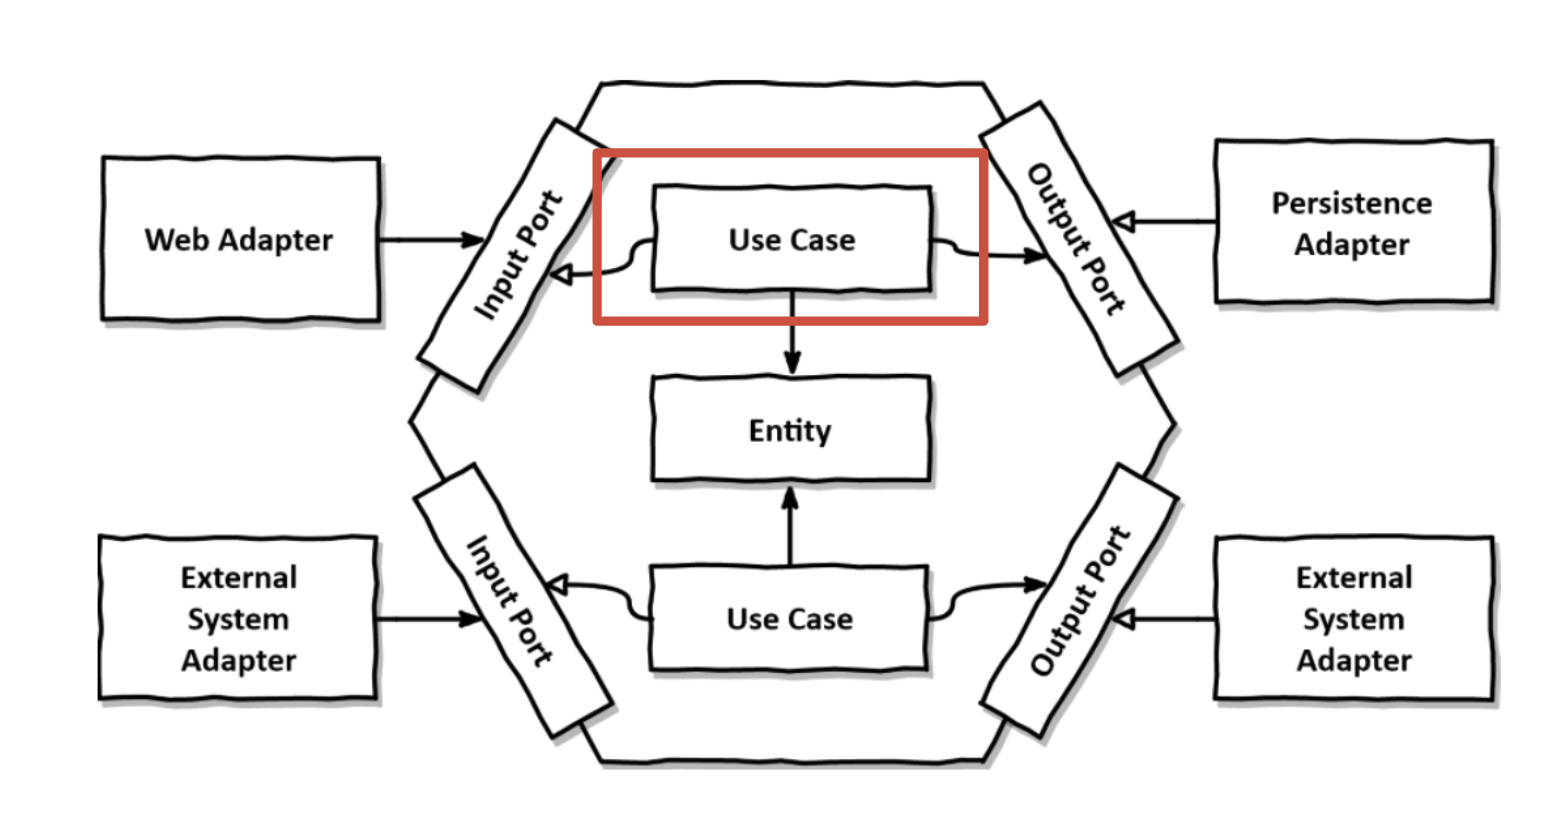 Web Adapter
Input Port
Use Case
Output Port
Persistence
Adapter
Entity
External
System
Adapter
Input Port
Use Case
Output Port
External
System
Adapter